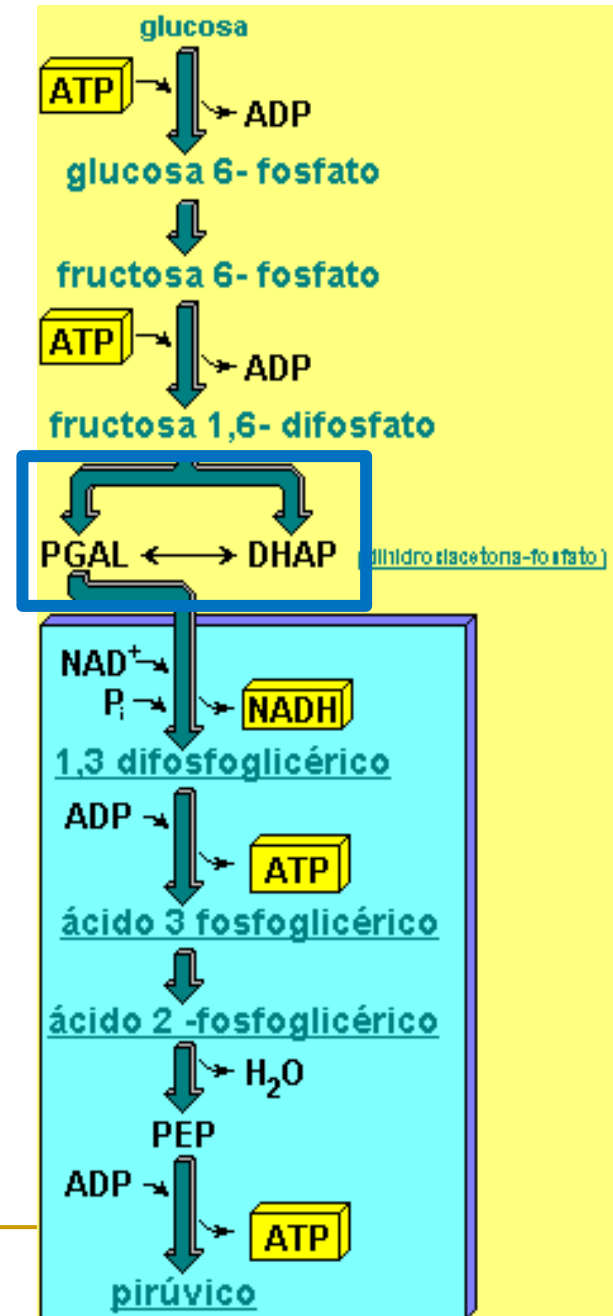 glucosa
ATP
ADP
glucosa 6- fosfato
fructosa 6- fosfato
ATP
ADP
fructosa 1,6- difosfato
PGAL DHAP
NAD+
Pi NADH
1,3 difosfoglicérico
ADP
ATP
ácido 3 fosfoglicérico
ácido 2 -fosfoglicérico
H2O
PEP
ADP
ATP
pirúvico